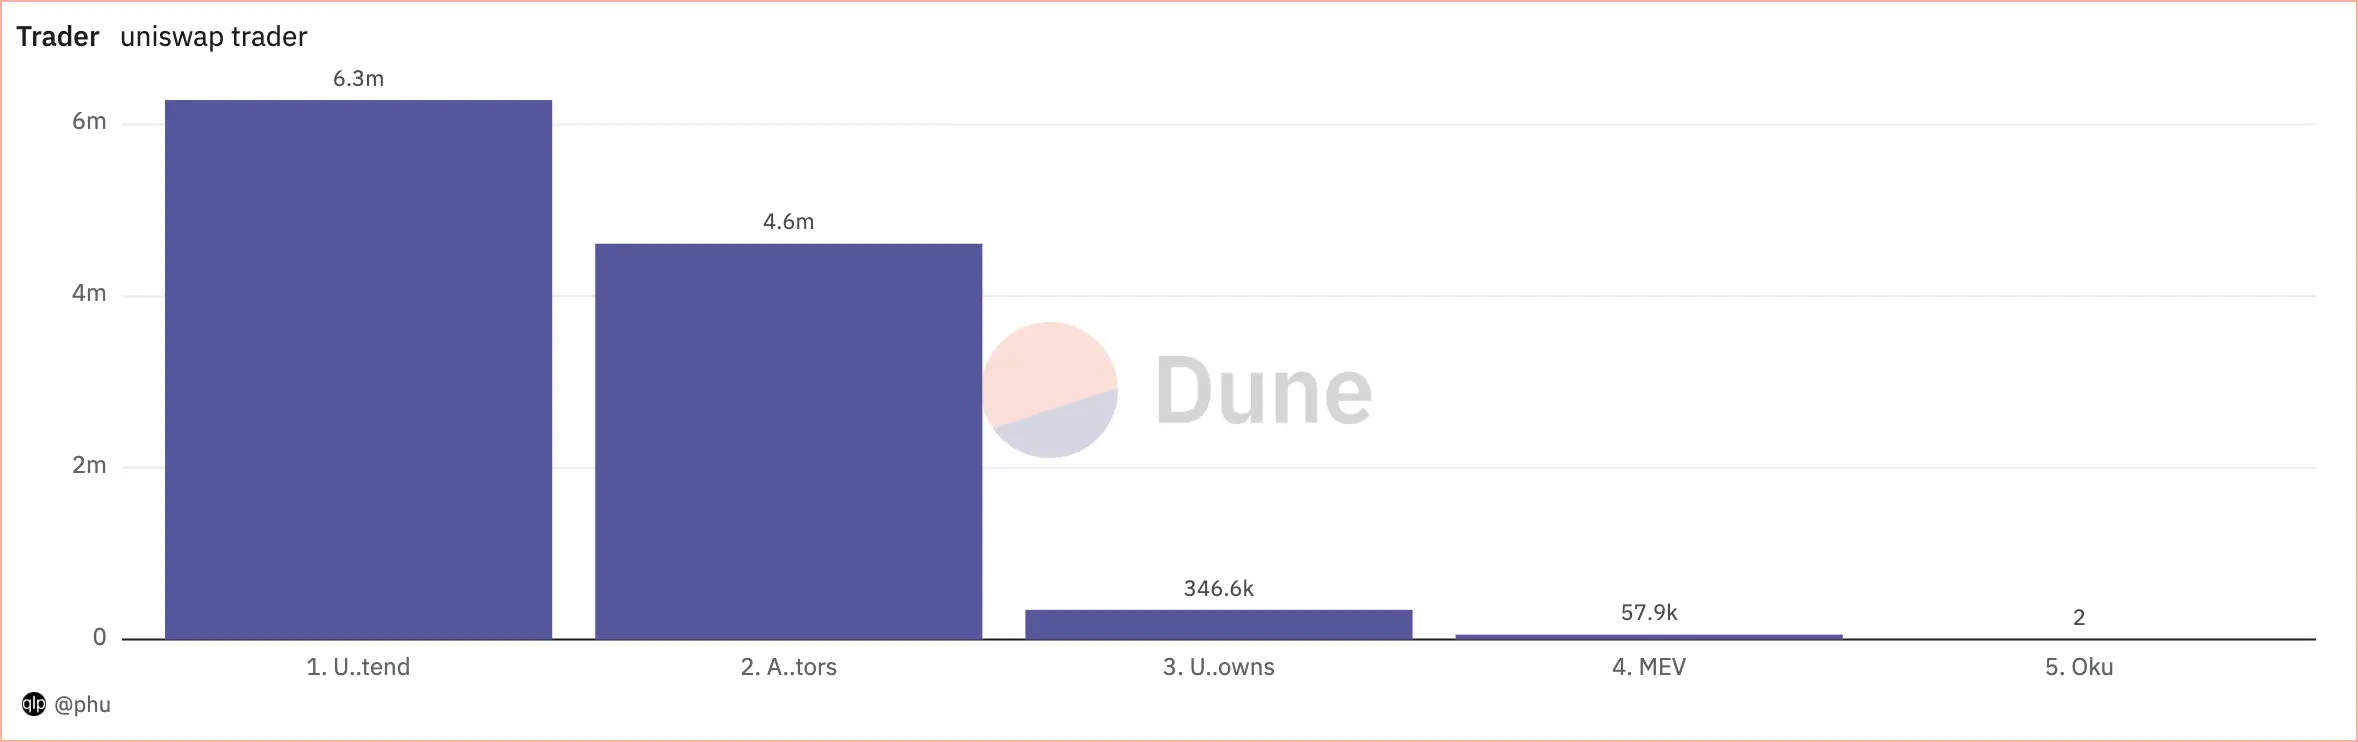 Trader uniswap trader
6.3m
6m
4.6m
4m
Dune
2m
346.6k
57.9k
2
0
1. U..tend 2. A..tors 3. U..owns 4. MEV 5. Oku
qlp @phu